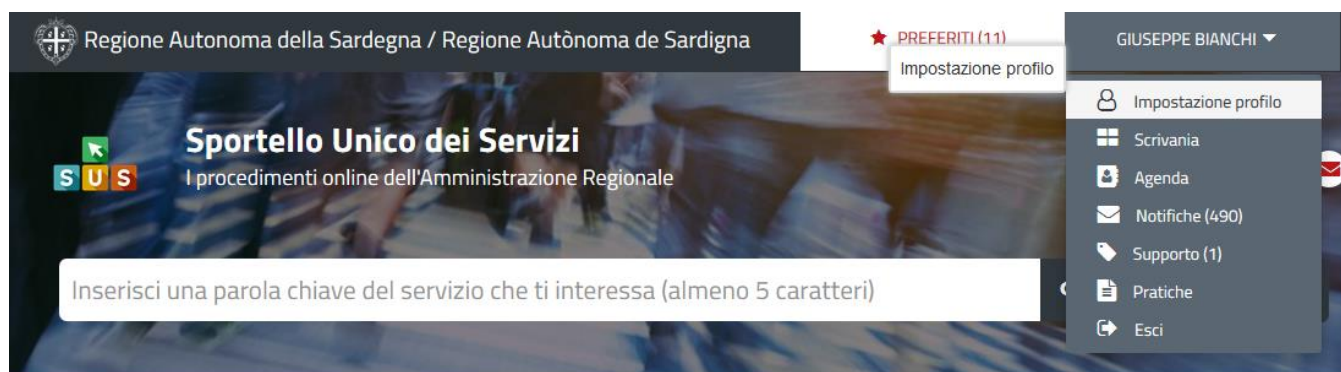 Regione Autonoma della Sardegna / Regione Autònoma de Sardigna
PREFERITI (11)
GIUSEPPE BIANCHI
Impostazione profilo
Impostazione profilo
Scrivania
Agenda
Notifiche (490)
Supporto (1)
Pratiche
Esci
SUS
Sportello Unico dei Servizi
I procedimenti online dell'Amministrazione Regionale
Inserisci una parola chiave del servizio che ti interessa (almeno 5 caratteri)